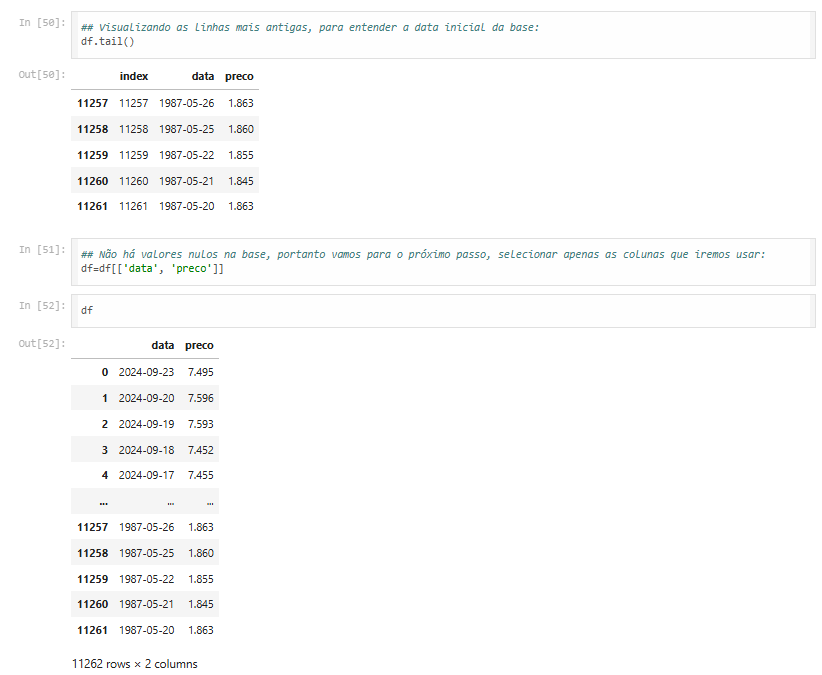 In [50]:
## Visualizando as linhas mais antigas, para entender a data inicial da base:
df.tail()
Out[50]:
index data preco
11257 11257 1987-05-26 1.863
11258 11258 1987-05-25 1.860
11259 11259 1987-05-22 1.855
11260 11260 1987-05-21 1.845
11261 11261 1987-05-20 1.863
In [51]:
## Não há valores nulos na base, portanto vamos para o próximo passo, selecionar apenas as colunas que iremos usar:
df=df[['data', 'preco']]
In [52]:
df
Out[52]:
data preco
0 2024-09-23 7.495
1 2024-09-20 7.596
2 2024-09-19 7.593
3 2024-09-18 7.452
4 2024-09-17 7.455
... ... ...
11257 1987-05-26 1.863
11258 1987-05-25 1.860
11259 1987-05-22 1.855
11260 1987-05-21 1.845
11261 1987-05-20 1.863
11262 rows × 2 columns